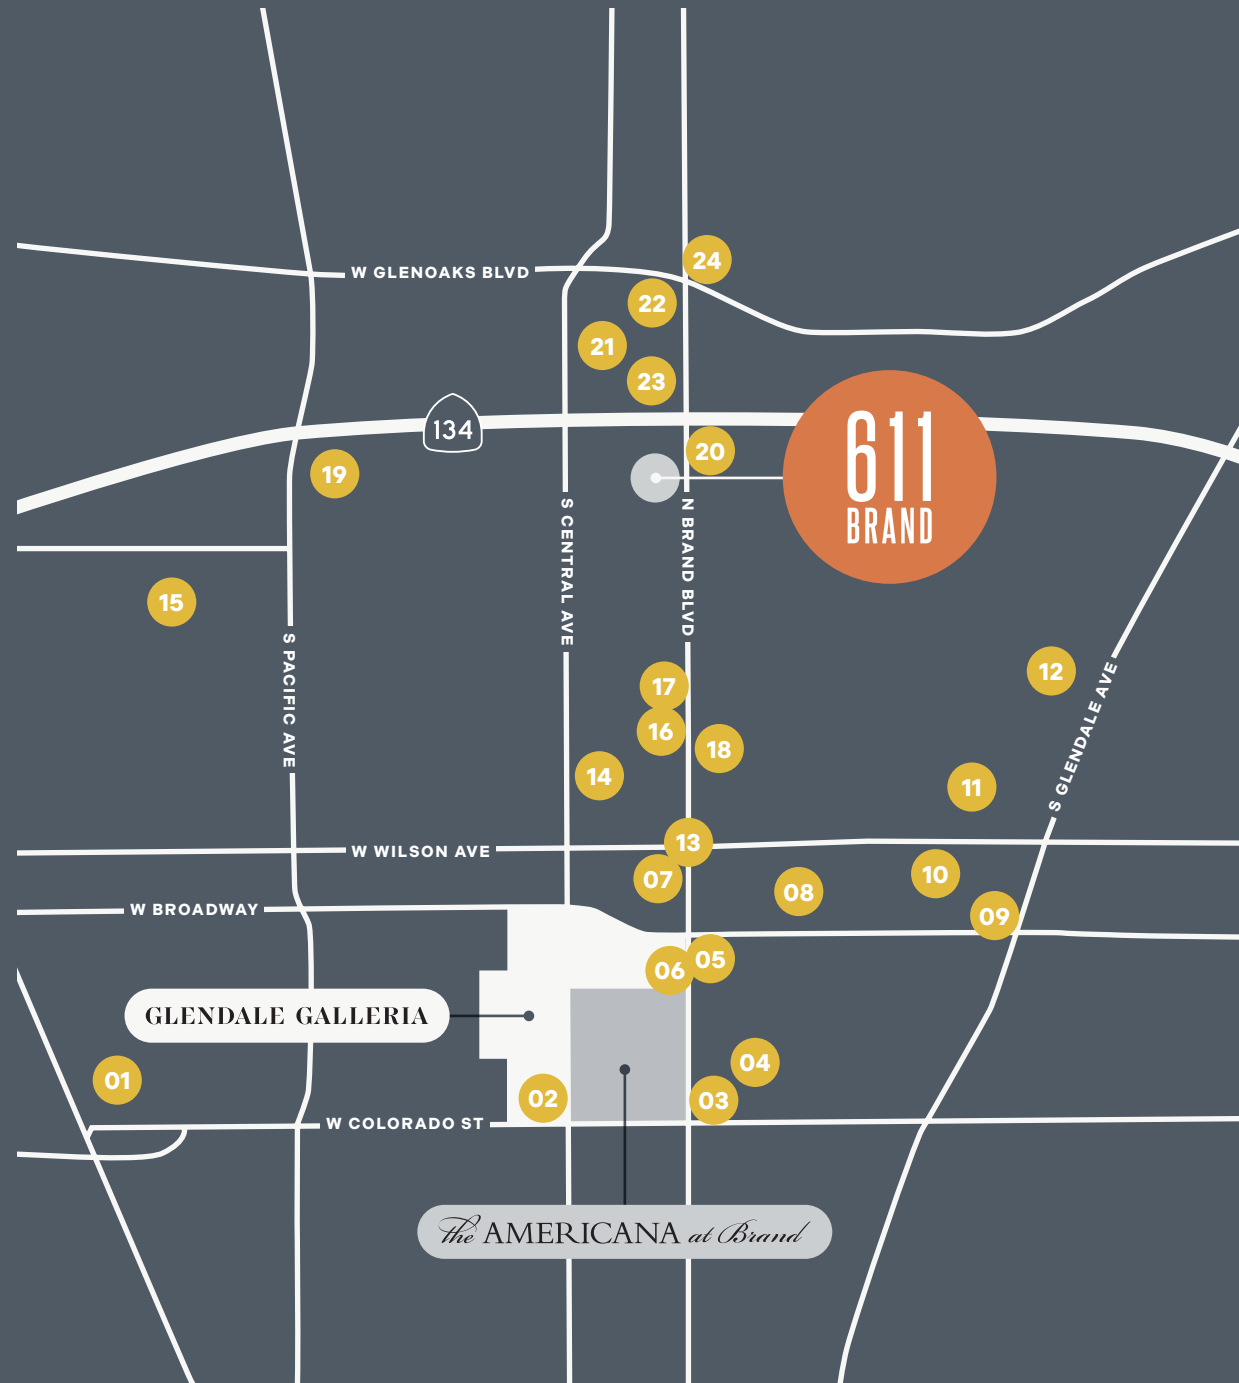 24
W GLENOAKS BLVD
22
21
23
611
BRAND
134
20
19
S CENTRAL AVE
N BRAND BLVD
15
S PACIFIC AVE
12
S GLENDALE AVE
17
16
18
14
11
13
W WILSON AVE
07
10
08
W BROADWAY
09
05
06
GLENDALE GALLERIA
04
01
02
03
W COLORADO ST
the AMERICANA at Brand